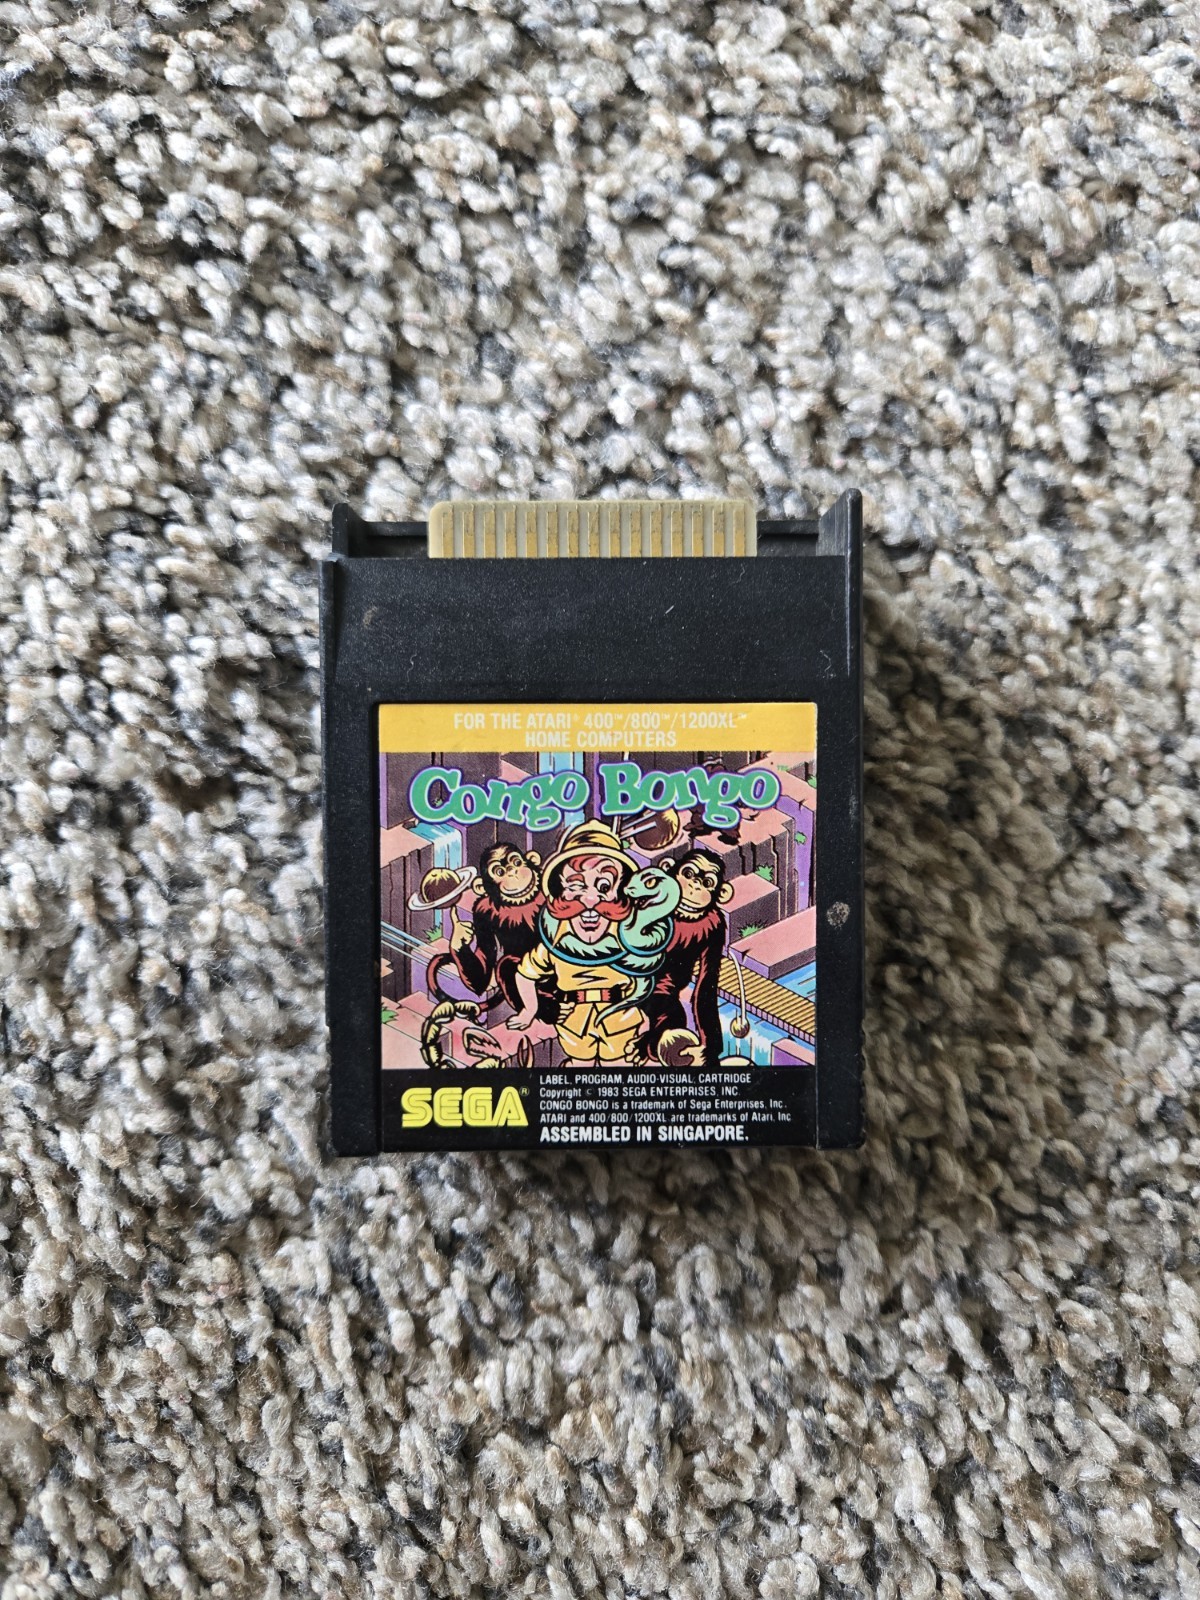 FOR THE ATARI® 400™/800™/1200XL™
HOME COMPUTERS
Congo Bongo™
SEGA®
LABEL, PROGRAM, AUDIO-VISUAL, CARTRIDGE
Copyright © 1983 SEGA ENTERPRISES, INC.
CONGO BONGO is a trademark of Sega Enterprises, Inc.
ATARI and 400/800/1200XL are trademarks of Atari, Inc
ASSEMBLED IN SINGAPORE.